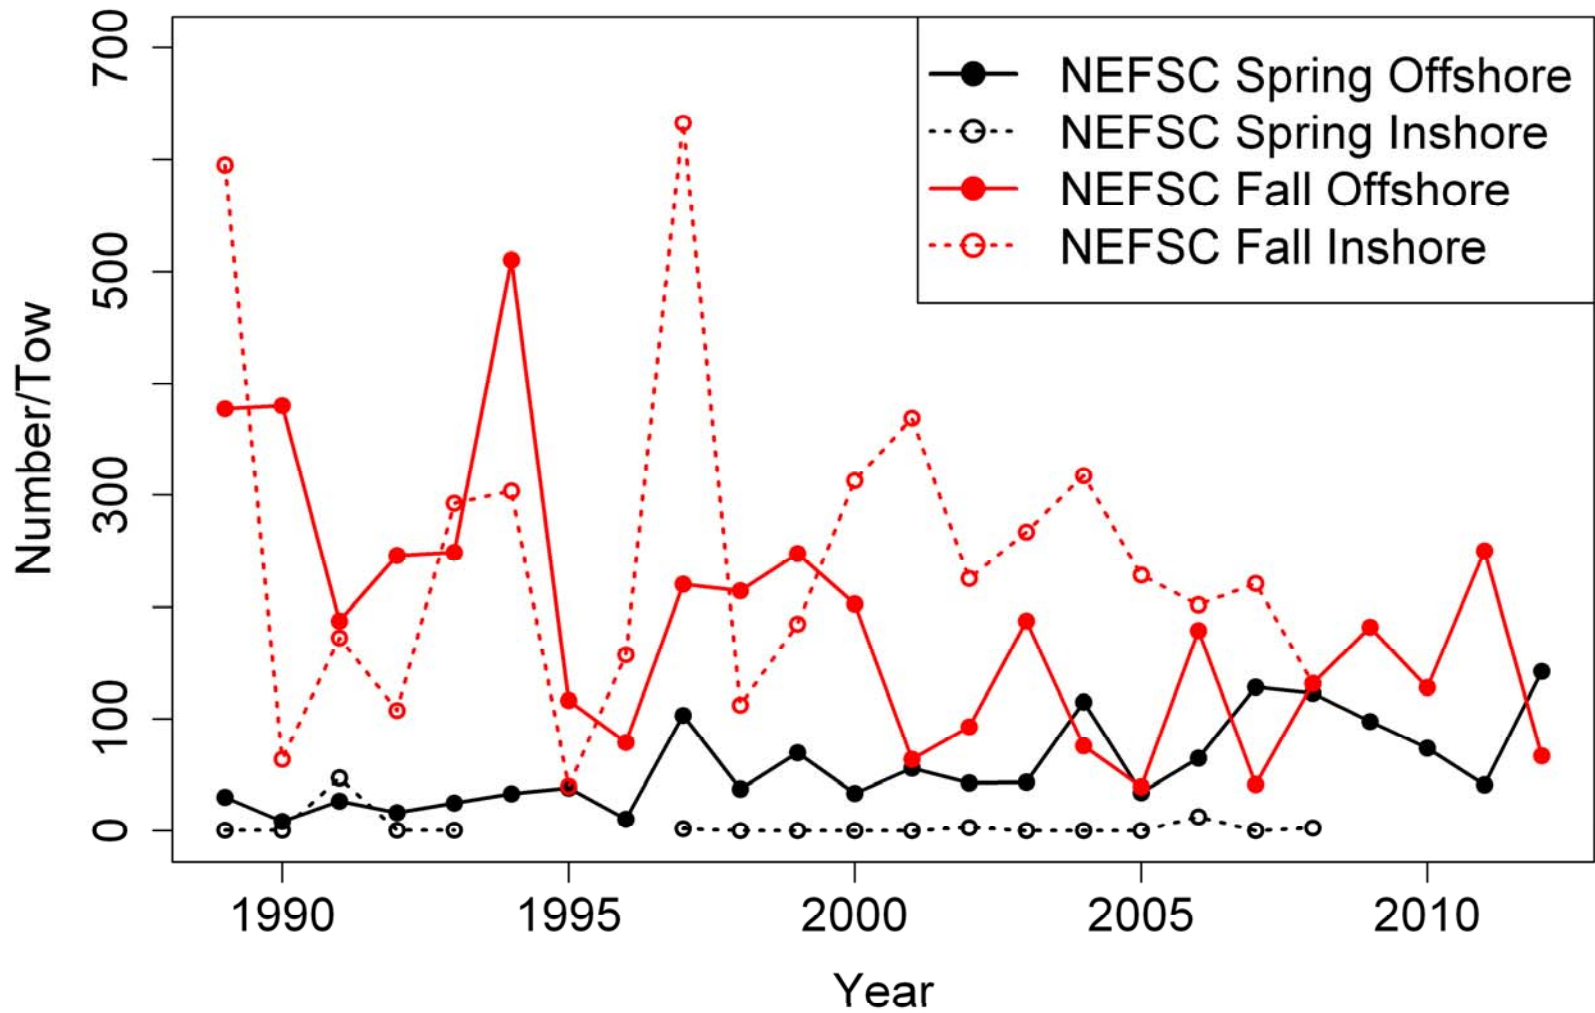 NEFSC Spring Offshore
NEFSC Spring Inshore
NEFSC Fall Offshore
NEFSC Fall Inshore
Number/Tow
700
500
300
100
0
1990 1995 2000 2005 2010
Year